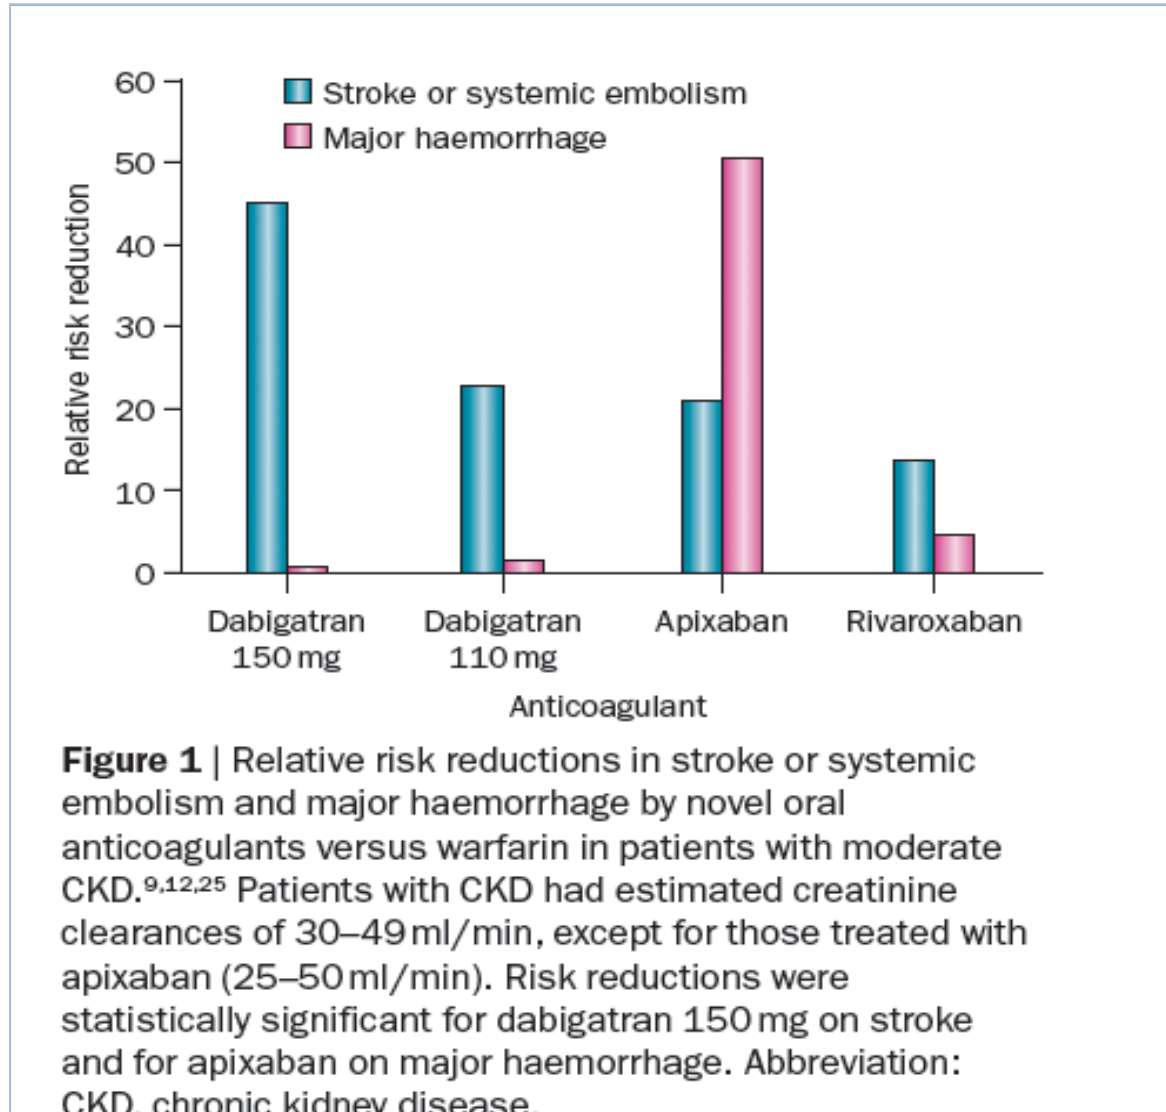 60
Stroke or systemic embolism
Major haemorrhage
50
40
30
20
10
0
Relative risk reduction
Dabigatran
150 mg
Dabigatran
110 mg
Apixaban
Rivaroxaban
Anticoagulant
Figure 1 | Relative risk reductions in stroke or systemic
embolism and major haemorrhage by novel oral
anticoagulants versus warfarin in patients with moderate
CKD.9,12,25 Patients with CKD had estimated creatinine
clearances of 30–49 ml/min, except for those treated with
apixaban (25–50 ml/min). Risk reductions were
statistically significant for dabigatran 150 mg on stroke
and for apixaban on major haemorrhage. Abbreviation:
CKD, chronic kidney disease.